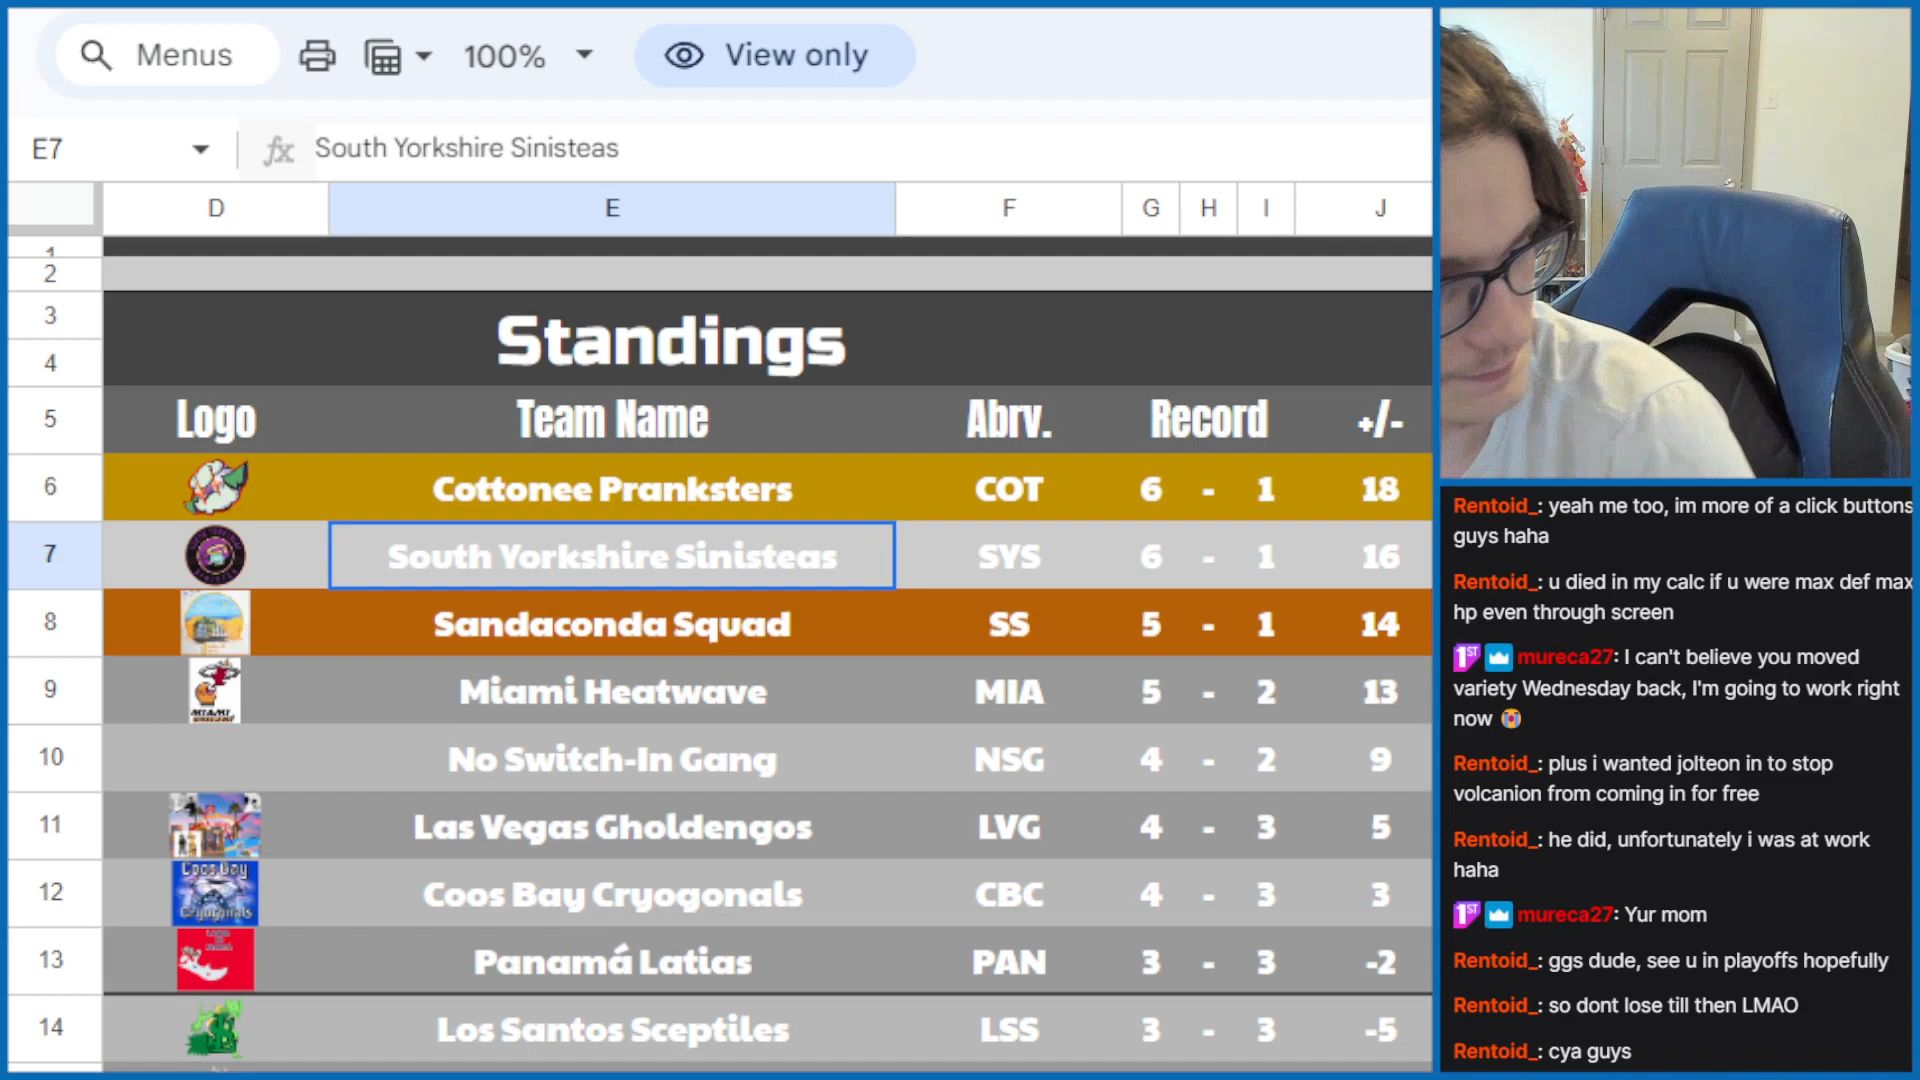 Menus
100%
View only
E7
fx
South Yorkshire Sinisteas
D E F G H I J
1
2
3
4
Standings
5 Logo Team Name Abrv. Record +/-
6 Cottonee Pranksters COT 6 - 1 18
7 South Yorkshire Sinisteas SYS 6 - 1 16
8 Sandaconda Squad SS 5 - 1 14
9 Miami Heatwave MIA 5 - 2 13
10 No Switch-In Gang NSG 4 - 2 9
11 Las Vegas Gholdengos LVG 4 - 3 5
Coos Bay
12 Coos Bay Cryogonals CBC 4 - 3 3
Cryogonals
13 Panamá Latias PAN 3 - 3 -2
14 Los Santos Sceptiles LSS 3 - 3 -5
Rentoid_: yeah me too, im more of a click buttons
guys haha
Rentoid_: u died in my calc if u were max def max
hp even through screen
1ST mureca27: I can't believe you moved
variety Wednesday back, I'm going to work right
now 😭
Rentoid_: plus i wanted jolteon in to stop
volcanion from coming in for free
Rentoid_: he did, unfortunately i was at work
haha
1ST mureca27: Yur mom
Rentoid_: ggs dude, see u in playoffs hopefully
Rentoid_: so dont lose till then LMAO
Rentoid_: cya guys